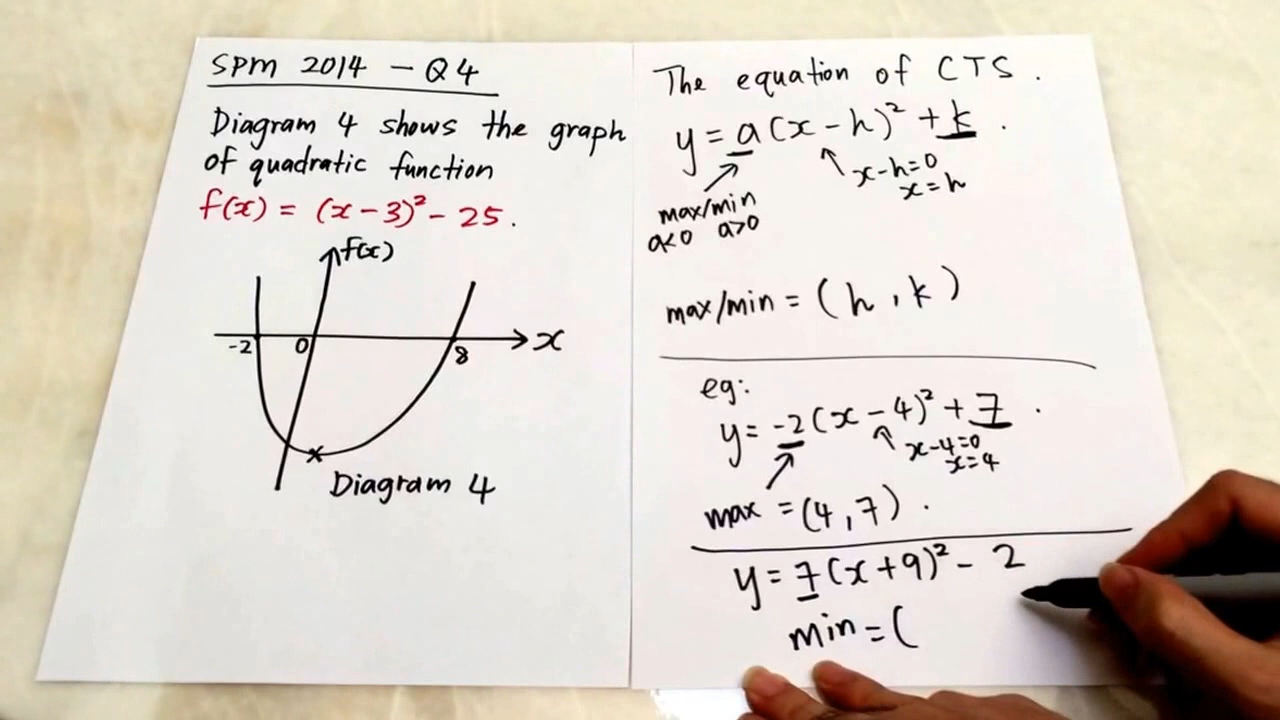 SPM 2014 - Q4
Diagram 4 shows the graph
of quadratic function
f(x) = (x-3)² - 25.
f(x)
-2 0 8 x
Diagram 4
The equation of CTS.
y = a(x-h)² + k.
x-h=0
x=h
max/min
a<0 a>0
max/min = (h, k)
eg:
y = -2(x-4)² + 7.
x-4=0
x=4
max = (4,7).
y = 7(x+9)² - 2
min = (